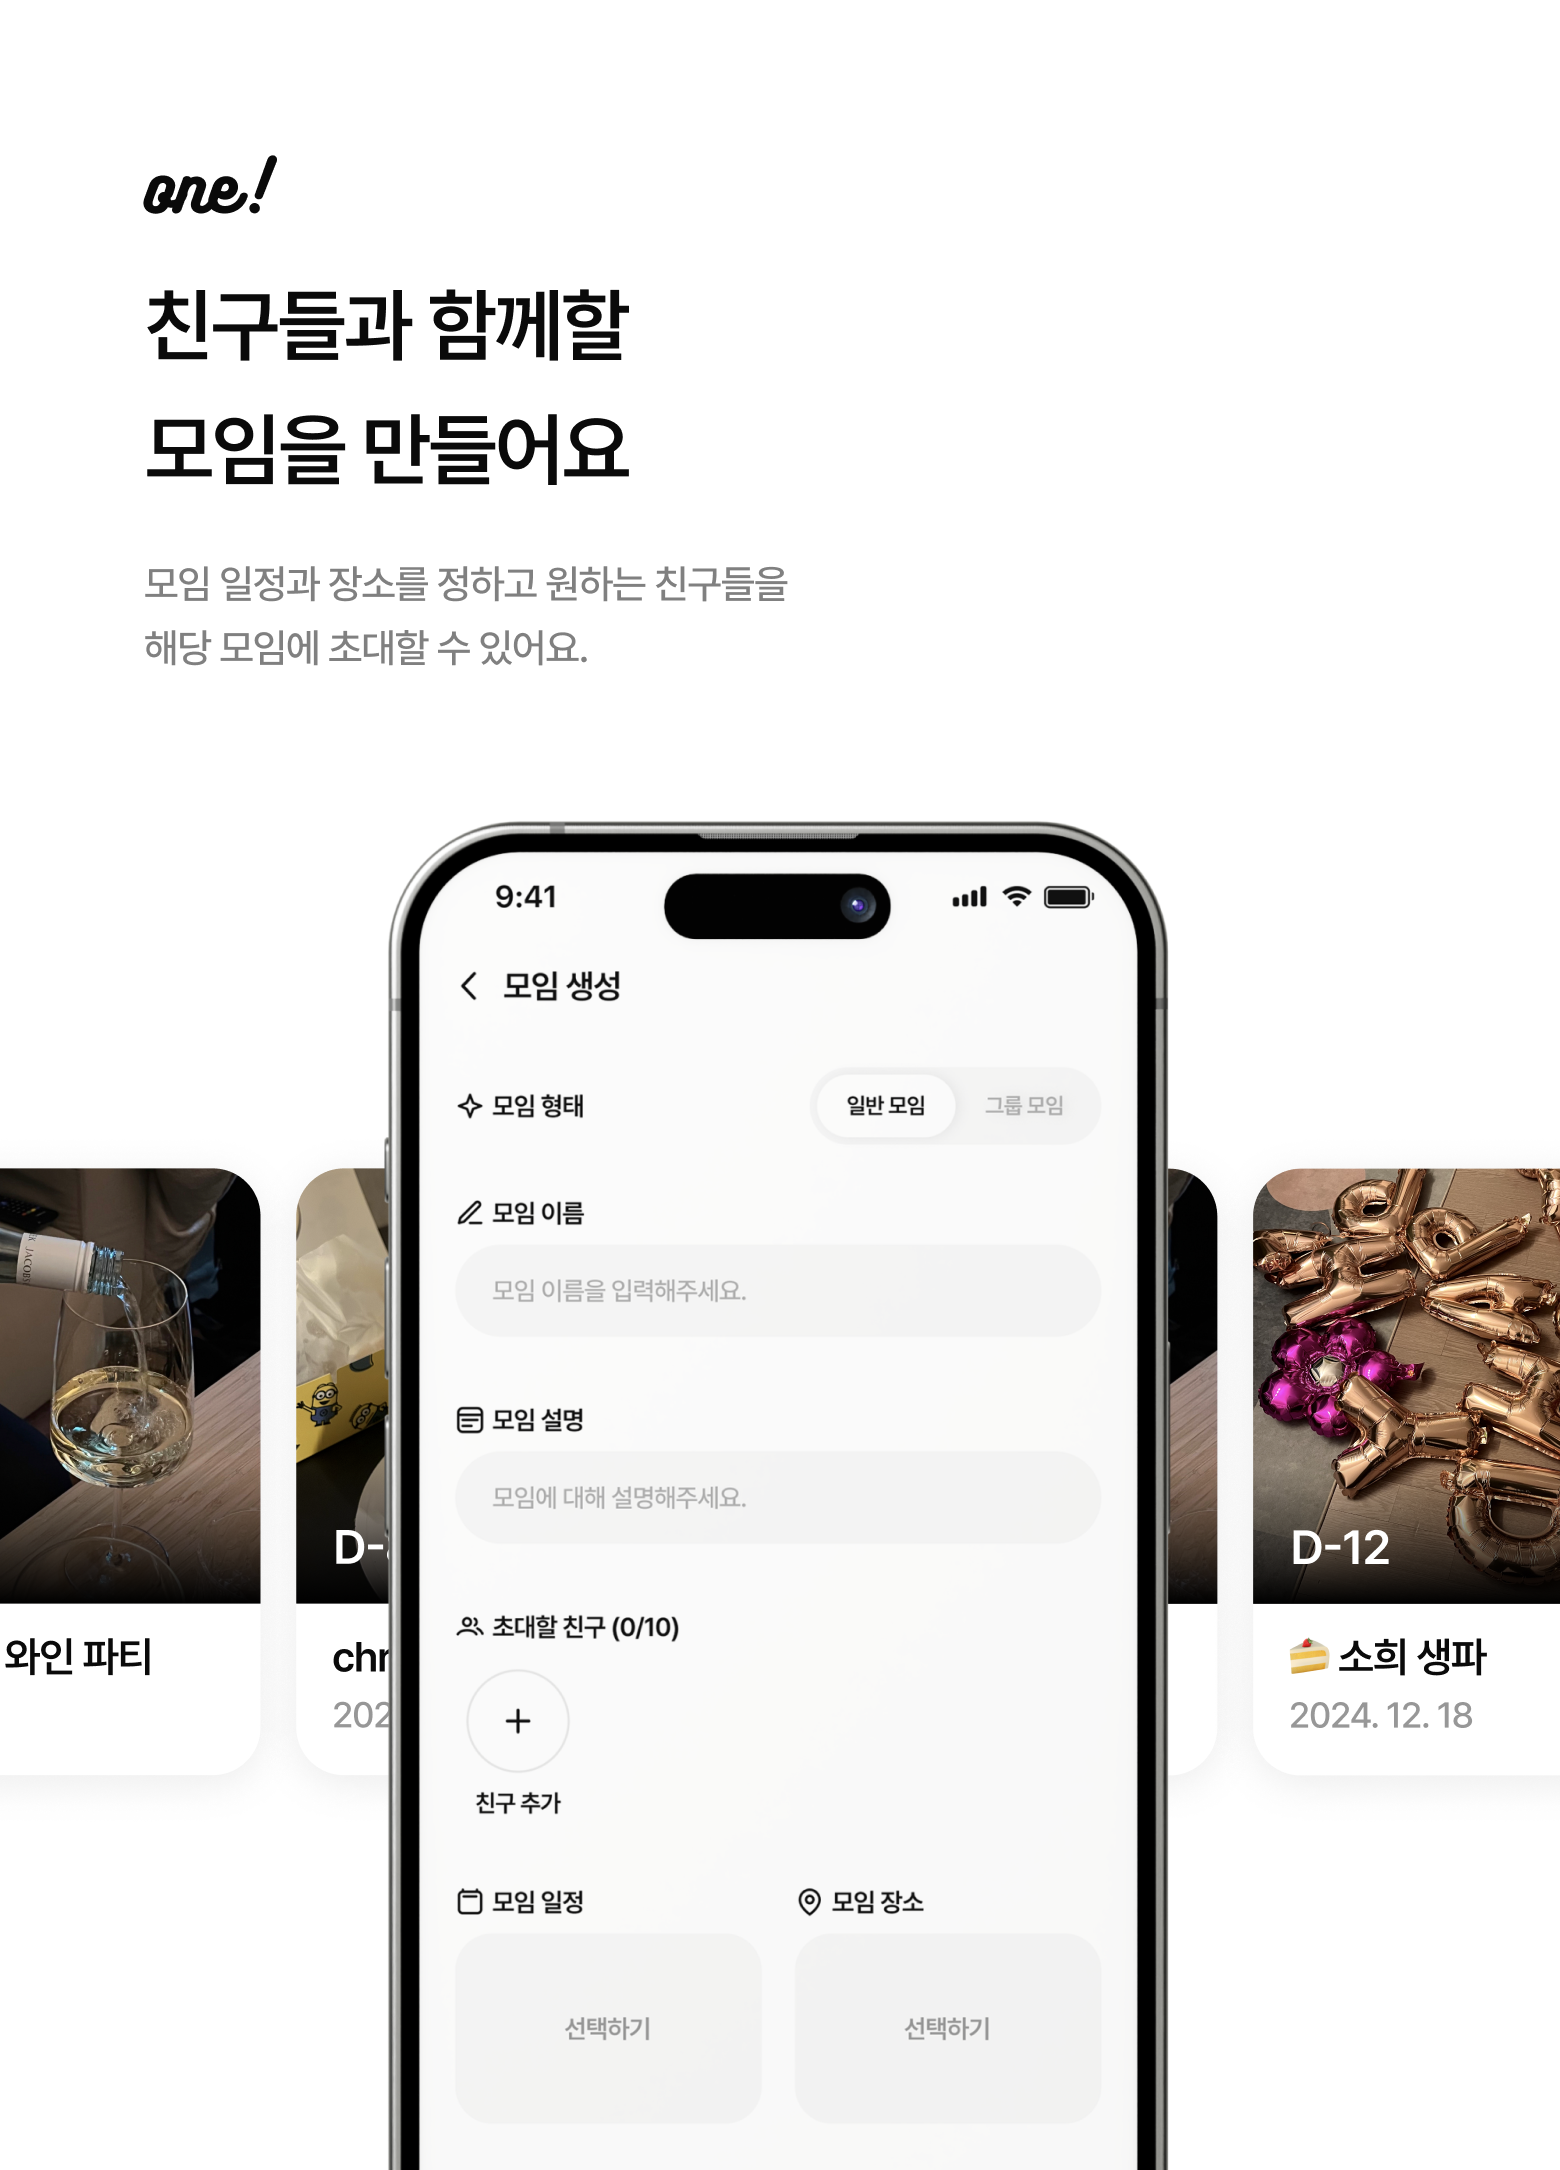 one!
친구들과 함께할
모임을 만들어요
모임 일정과 장소를 정하고 원하는 친구들을
해당 모임에 초대할 수 있어요.
9:41
모임 생성
모임 형태
일반 모임
그룹 모임
모임 이름
모임 이름을 입력해주세요.
모임 설명
모임에 대해 설명해주세요.
초대할 친구 (0/10)
친구 추가
모임 일정
모임 장소
선택하기
선택하기
JACOBS
와인 파티
D-
chr
202
D-12
소희 생파
2024. 12. 18